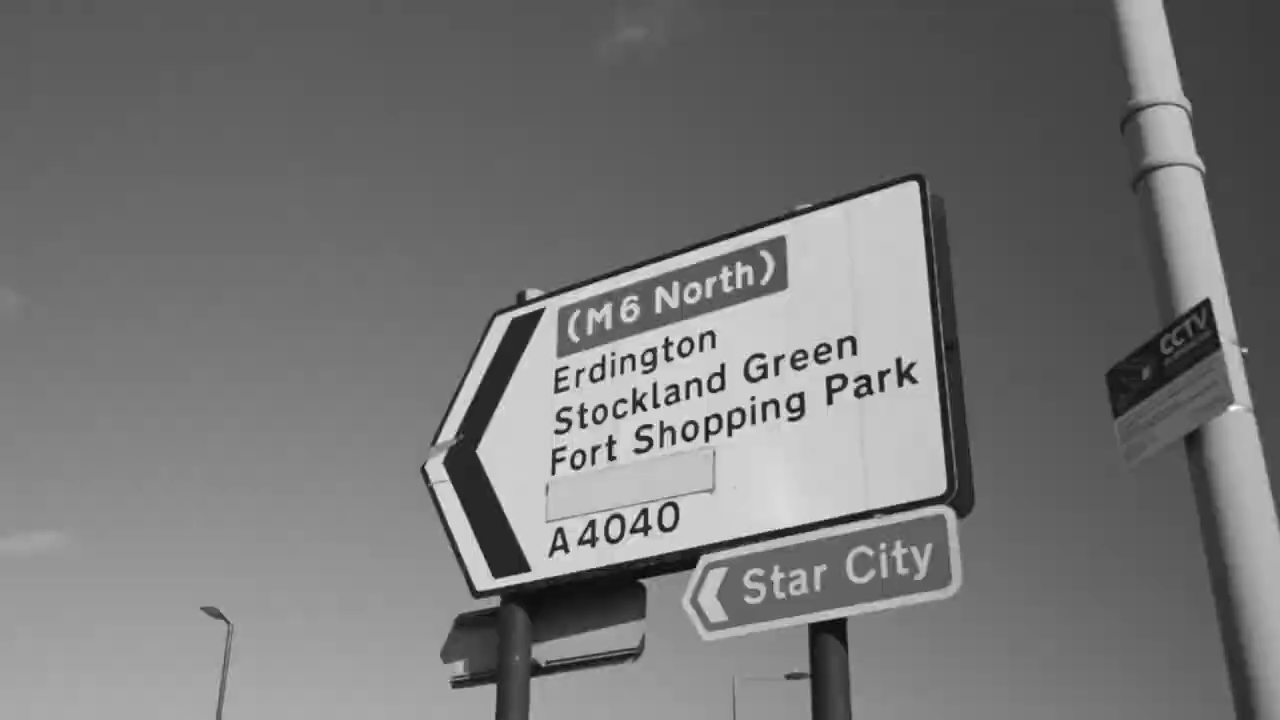 (M6 North)
Erdington
Stockland Green
Fort Shopping Park
A4040
Star City
CCTV